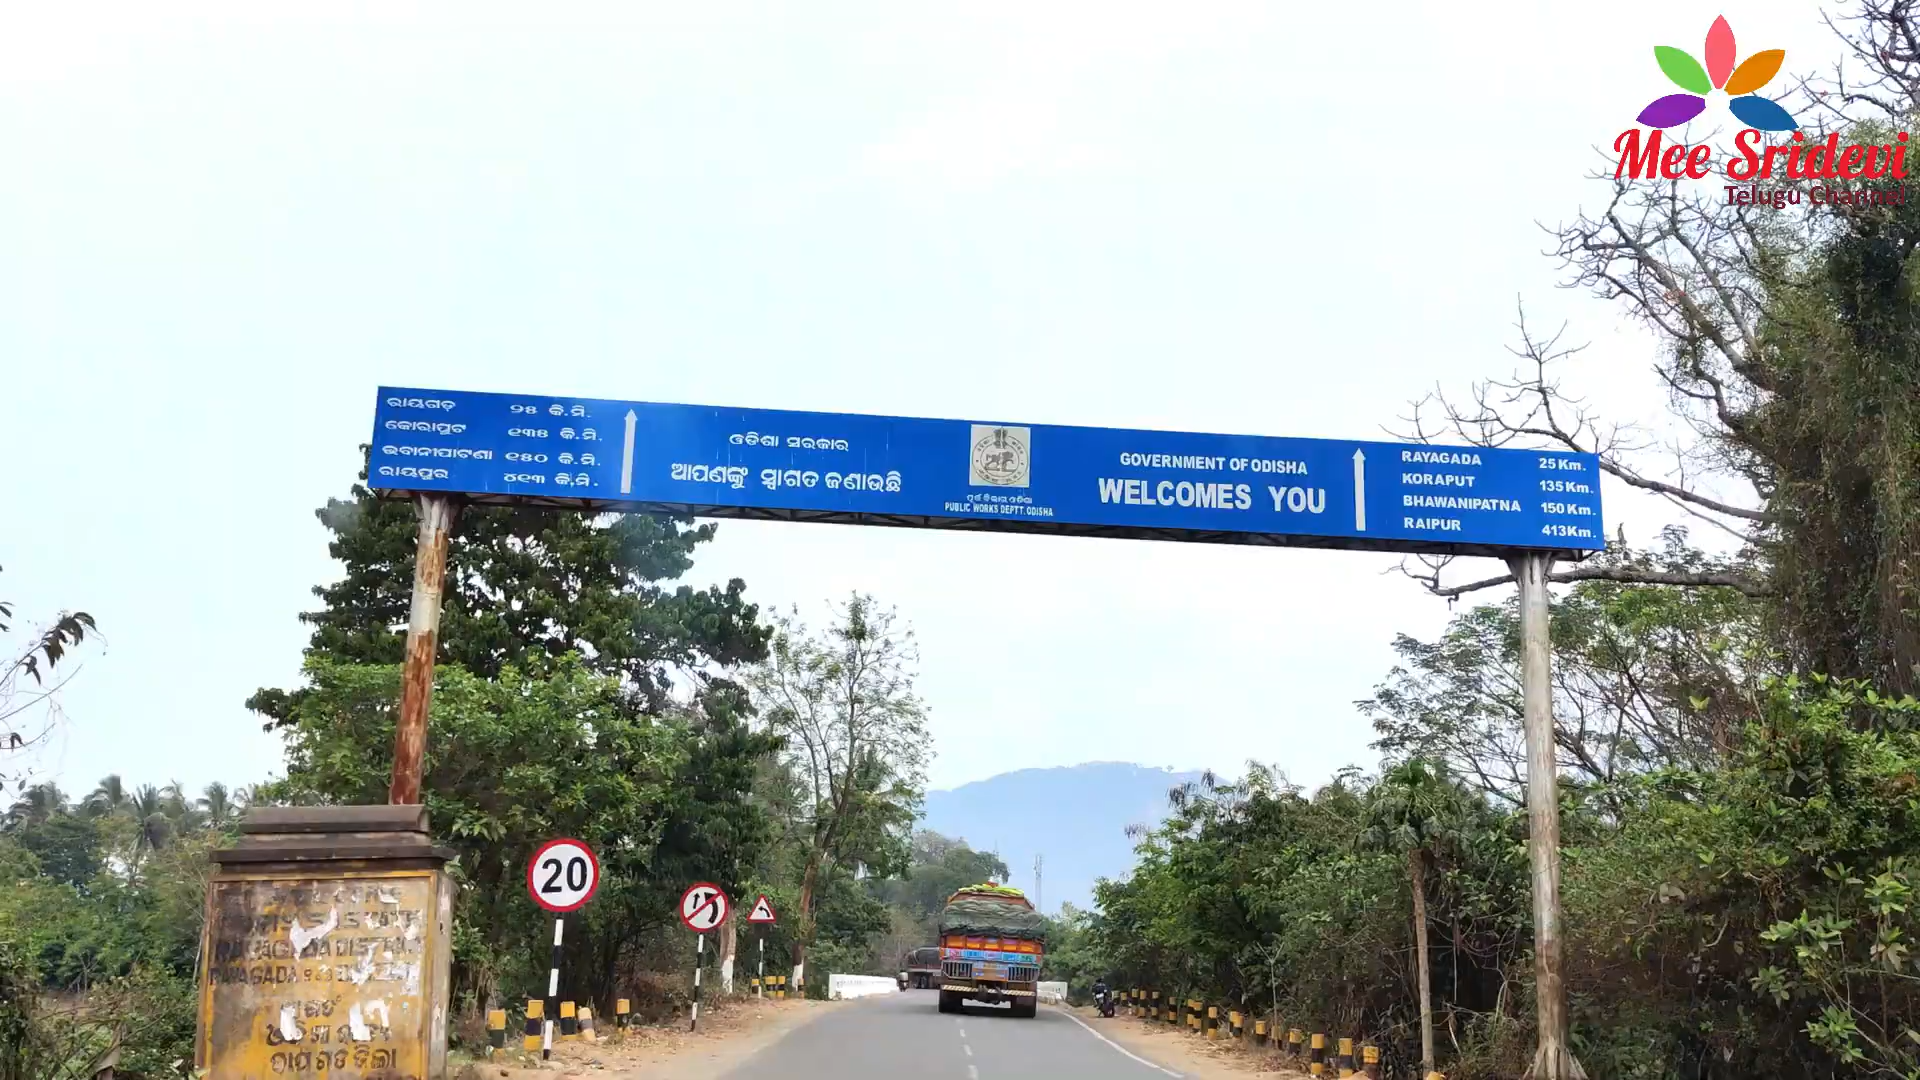 Mee Sridevi
Telugu Channel
ରାୟଗଡ଼ ୨୫ କି.ମି.
କୋରାପୁଟ ୧୩୫ କି.ମି.
ଭବାନୀପାଟଣା ୧୫୦ କି.ମି.
ରାୟପୁର ୪୧୩ କି.ମି.
ଓଡିଶା ସରକାର
ଆପଣଙ୍କୁ ସ୍ୱାଗତ ଜଣାଉଛି
ପୂର୍ତ୍ତ ବିଭାଗ ଓଡିଶା
PUBLIC WORKS DEPTT. ODISHA
GOVERNMENT OF ODISHA
WELCOMES YOU
RAYAGADA 25 Km.
KORAPUT 135 Km.
BHAWANIPATNA 150 Km.
RAIPUR 413 Km.
20
RAYAGADA